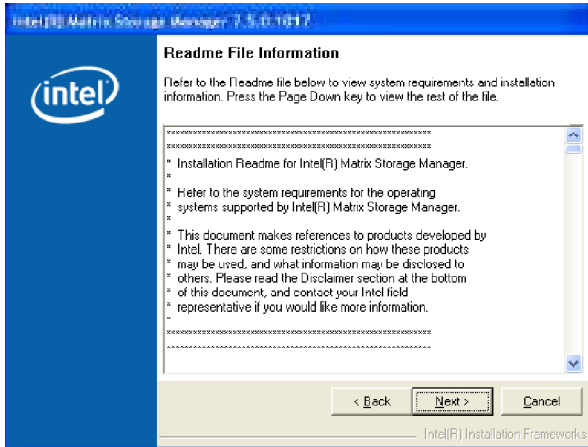 Intel(R) Matrix Storage Manager 7.5.0.1017
intel
Readme File Information
Refer to the Readme file below to view system requirements and installation
information. Press the Page Down key to view the rest of the file.
************************************************************
************************************************************
* Installation Readme for Intel(R) Matrix Storage Manager.
*
* Refer to the system requirements for the operating
* systems supported by Intel(R) Matrix Storage Manager.
*
* This document makes references to products developed by
* Intel. There are some restrictions on how these products
* may be used, and what information may be disclosed to
* others. Please read the Disclaimer section at the bottom
* of this document, and contact your Intel field
* representative if you would like more information.
*
************************************************************
************************************************************
< Back
Next >
Cancel
Intel(R) Installation Frameworks